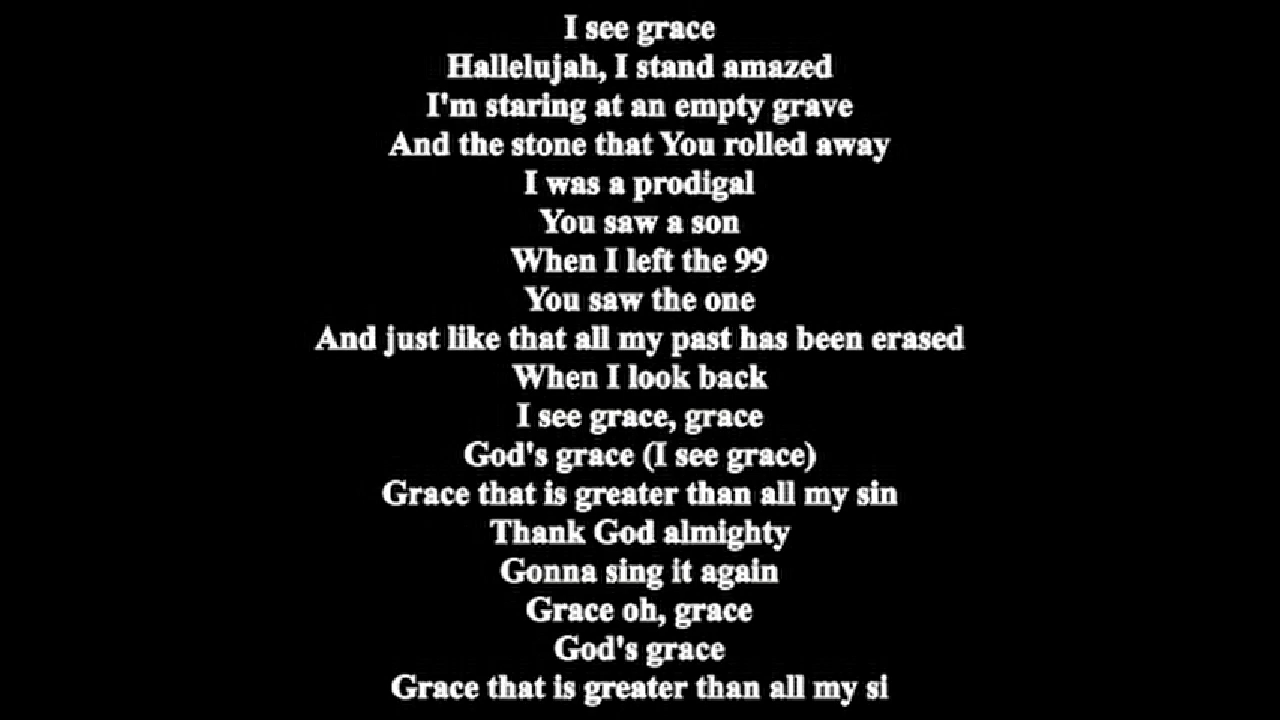 I see grace
Hallelujah, I stand amazed
I'm staring at an empty grave
And the stone that You rolled away
I was a prodigal
You saw a son
When I left the 99
You saw the one
And just like that all my past has been erased
When I look back
I see grace, grace
God's grace (I see grace)
Grace that is greater than all my sin
Thank God almighty
Gonna sing it again
Grace oh, grace
God's grace
Grace that is greater than all my si